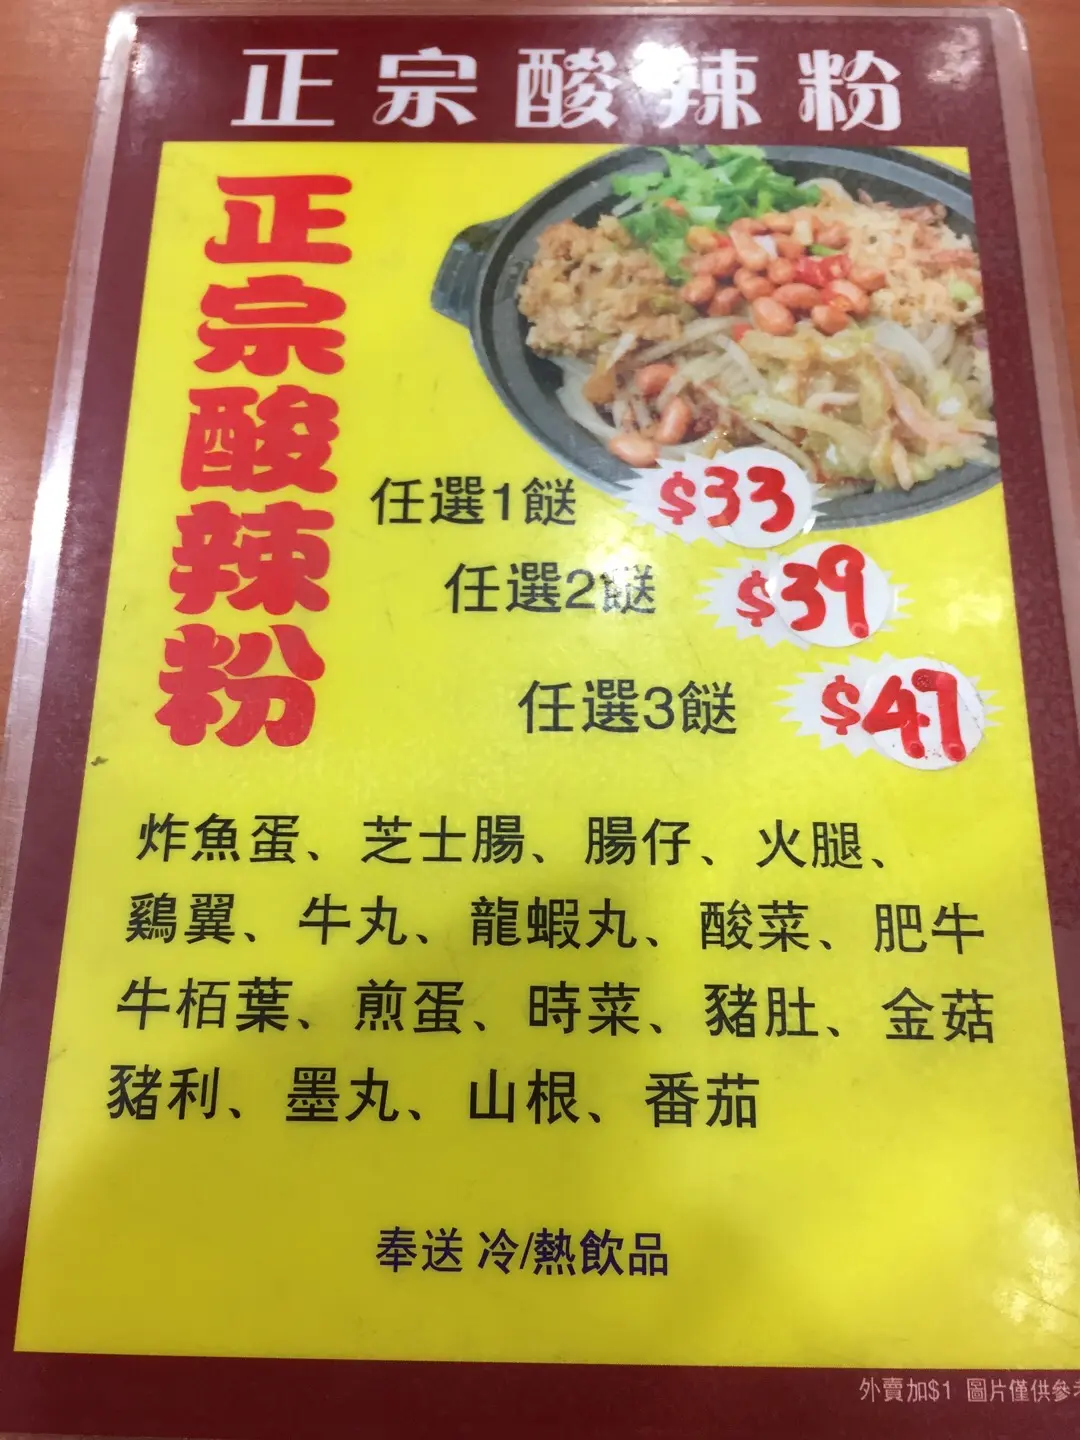 正宗酸辣粉
正宗酸辣粉
任選1餸 $33
任選2餸 $39
任選3餸 $47
炸魚蛋、芝士腸、腸仔、火腿、
鷄翼、牛丸、龍蝦丸、酸菜、肥牛
牛栢葉、煎蛋、時菜、豬肚、金菇
豬利、墨丸、山根、番茄
奉送 冷/熱飲品
外賣加$1 圖片僅供參